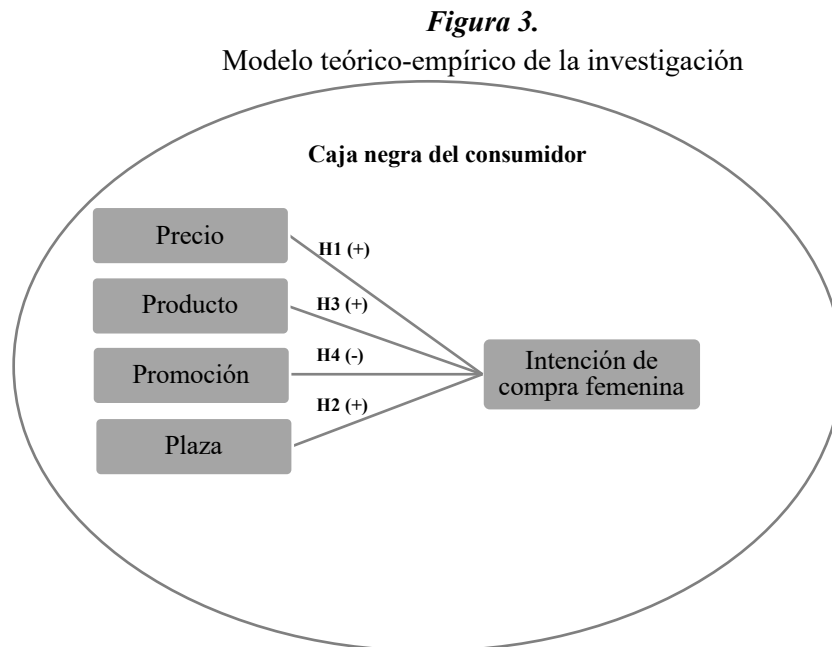 Figura 3.
Modelo teórico-empírico de la investigación
Caja negra del consumidor
Precio
H1 (+)
Producto
H3 (+)
Promoción
H4 (-)
Plaza
H2 (+)
Intención de
compra femenina